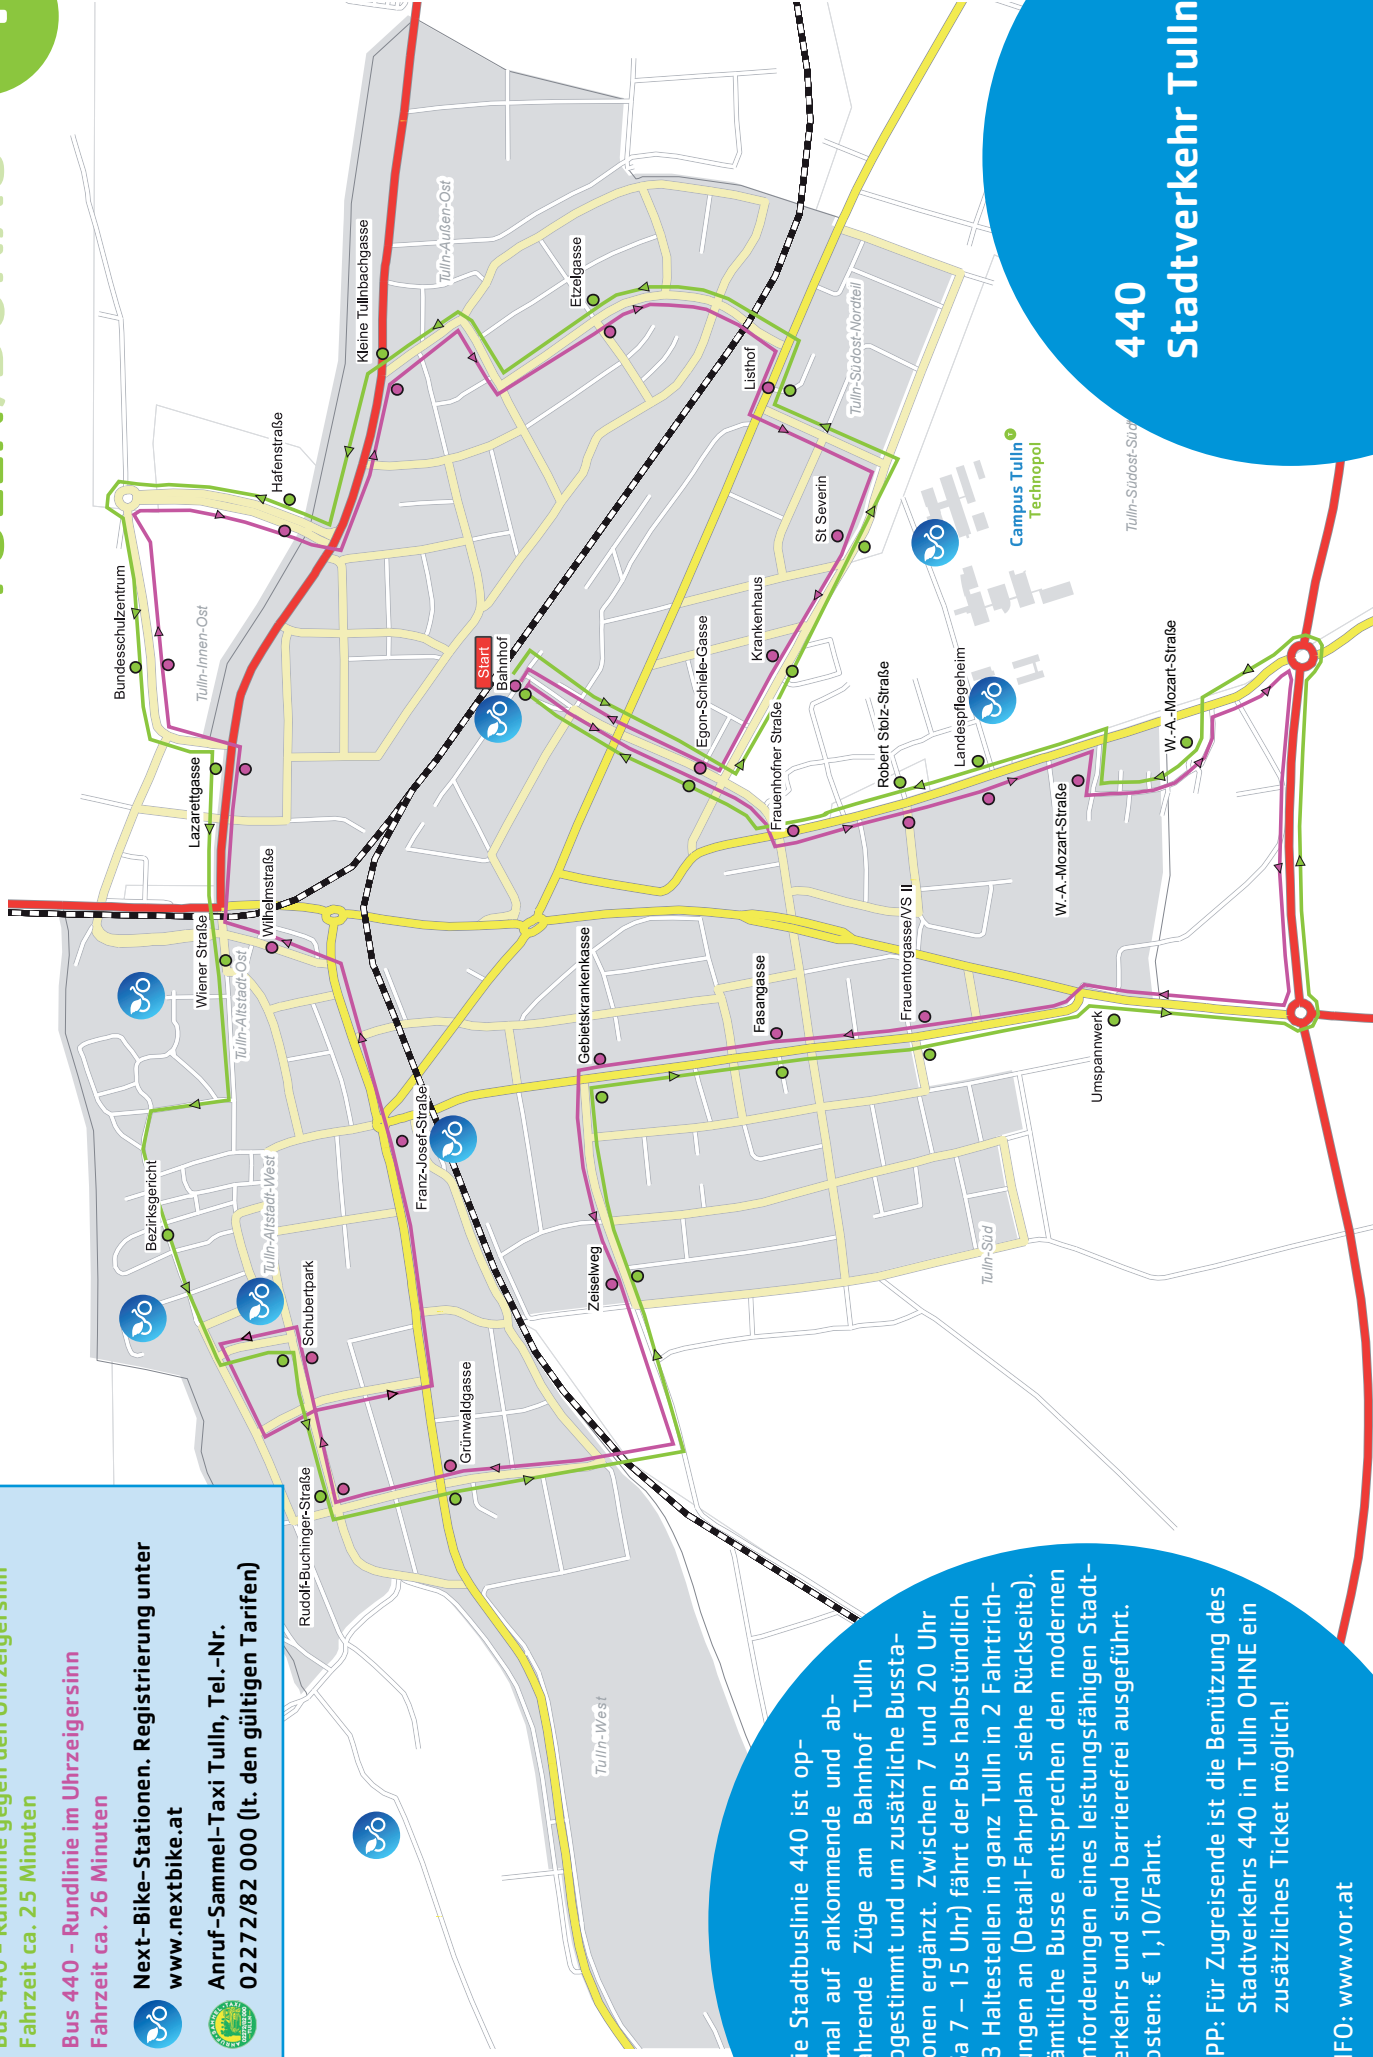 440
Stadtverkehr Tulln
Fahrzeit ca. 25 Minuten
Bus 440 – Rundlinie im Uhrzeigersinn
Fahrzeit ca. 26 Minuten
Next-Bike-Stationen. Registrierung unter
www.nextbike.at
Anruf-Sammel-Taxi Tulln, Tel.-Nr.
02272/82 000 (lt. den gültigen Tarifen)
ie Stadtbuslinie 440 ist op-
mal auf ankommende und ab-
ahrende Züge am Bahnhof Tulln
gestimmt und um zusätzliche Bussta-
onen ergänzt. Zwischen 7 und 20 Uhr
a 7 – 15 Uhr) fährt der Bus halbstündlich
3 Haltestellen in ganz Tulln in 2 Fahrtrich-
ungen an (Detail-Fahrplan siehe Rückseite).
ämtliche Busse entsprechen den modernen
nforderungen eines leistungsfähigen Stadt-
erkehrs und sind barrierefrei ausgeführt.
osten: € 1,10/Fahrt.
PP: Für Zugreisende ist die Benützung des
Stadtverkehrs 440 in Tulln OHNE ein
zusätzliches Ticket möglich!
NFO: www.vor.at
Start
Bahnhof
Kleine Tullnbachgasse
Hafenstraße
Bundesschulzentrum
Lazarettgasse
Wiener Straße
Wilhelmstraße
Bezirksgericht
Schubertpark
Rudolf-Buchinger-Straße
Grünwaldgasse
Franz-Josef-Straße
Zeiselweg
Gebietskrankenkasse
Fasangasse
Frauentorgasse/VS II
Umspannwerk
W.-A.-Mozart-Straße
W.-A.-Mozart-Straße
Landespflegeheim
Robert Stolz-Straße
Frauenhofner Straße
Egon-Schiele-Gasse
Krankenhaus
St Severin
Listhof
Etzelgasse
Tulln-Außen-Ost
Tulln-Innen-Ost
Tulln-Altstadt-Ost
Tulln-Altstadt-West
Tulln-West
Tulln-Süd
Tulln-Südost-Nordteil
Tulln-Südost-Süd
Campus Tulln
Technopol